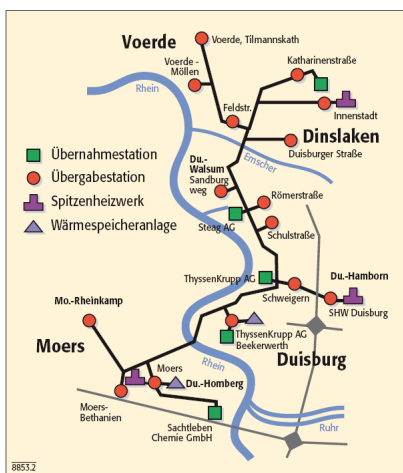 Voerde
Voerde, Tilmannskath
Katharinenstraße
Voerde -
Möllen
Rhein
Feldstr.
Innenstadt
Dinslaken
Emscher
Duisburger Straße
Übernahmestation
Übergabestation
Spitzenheizwerk
Wärmespeicheranlage
Du.-
Walsum
Sandburg
weg
Römerstraße
Steag AG
Schulstraße
ThyssenKrupp AG
Du.-Hamborn
Schweigern
SHW Duisburg
Mo.-Rheinkamp
Moers
ThyssenKrupp AG
Beekerwerth
Duisburg
Rhein
Moers
Du.-Homberg
Moers-
Bethanien
Sachtleben
Chemie GmbH
Ruhr
8853.2